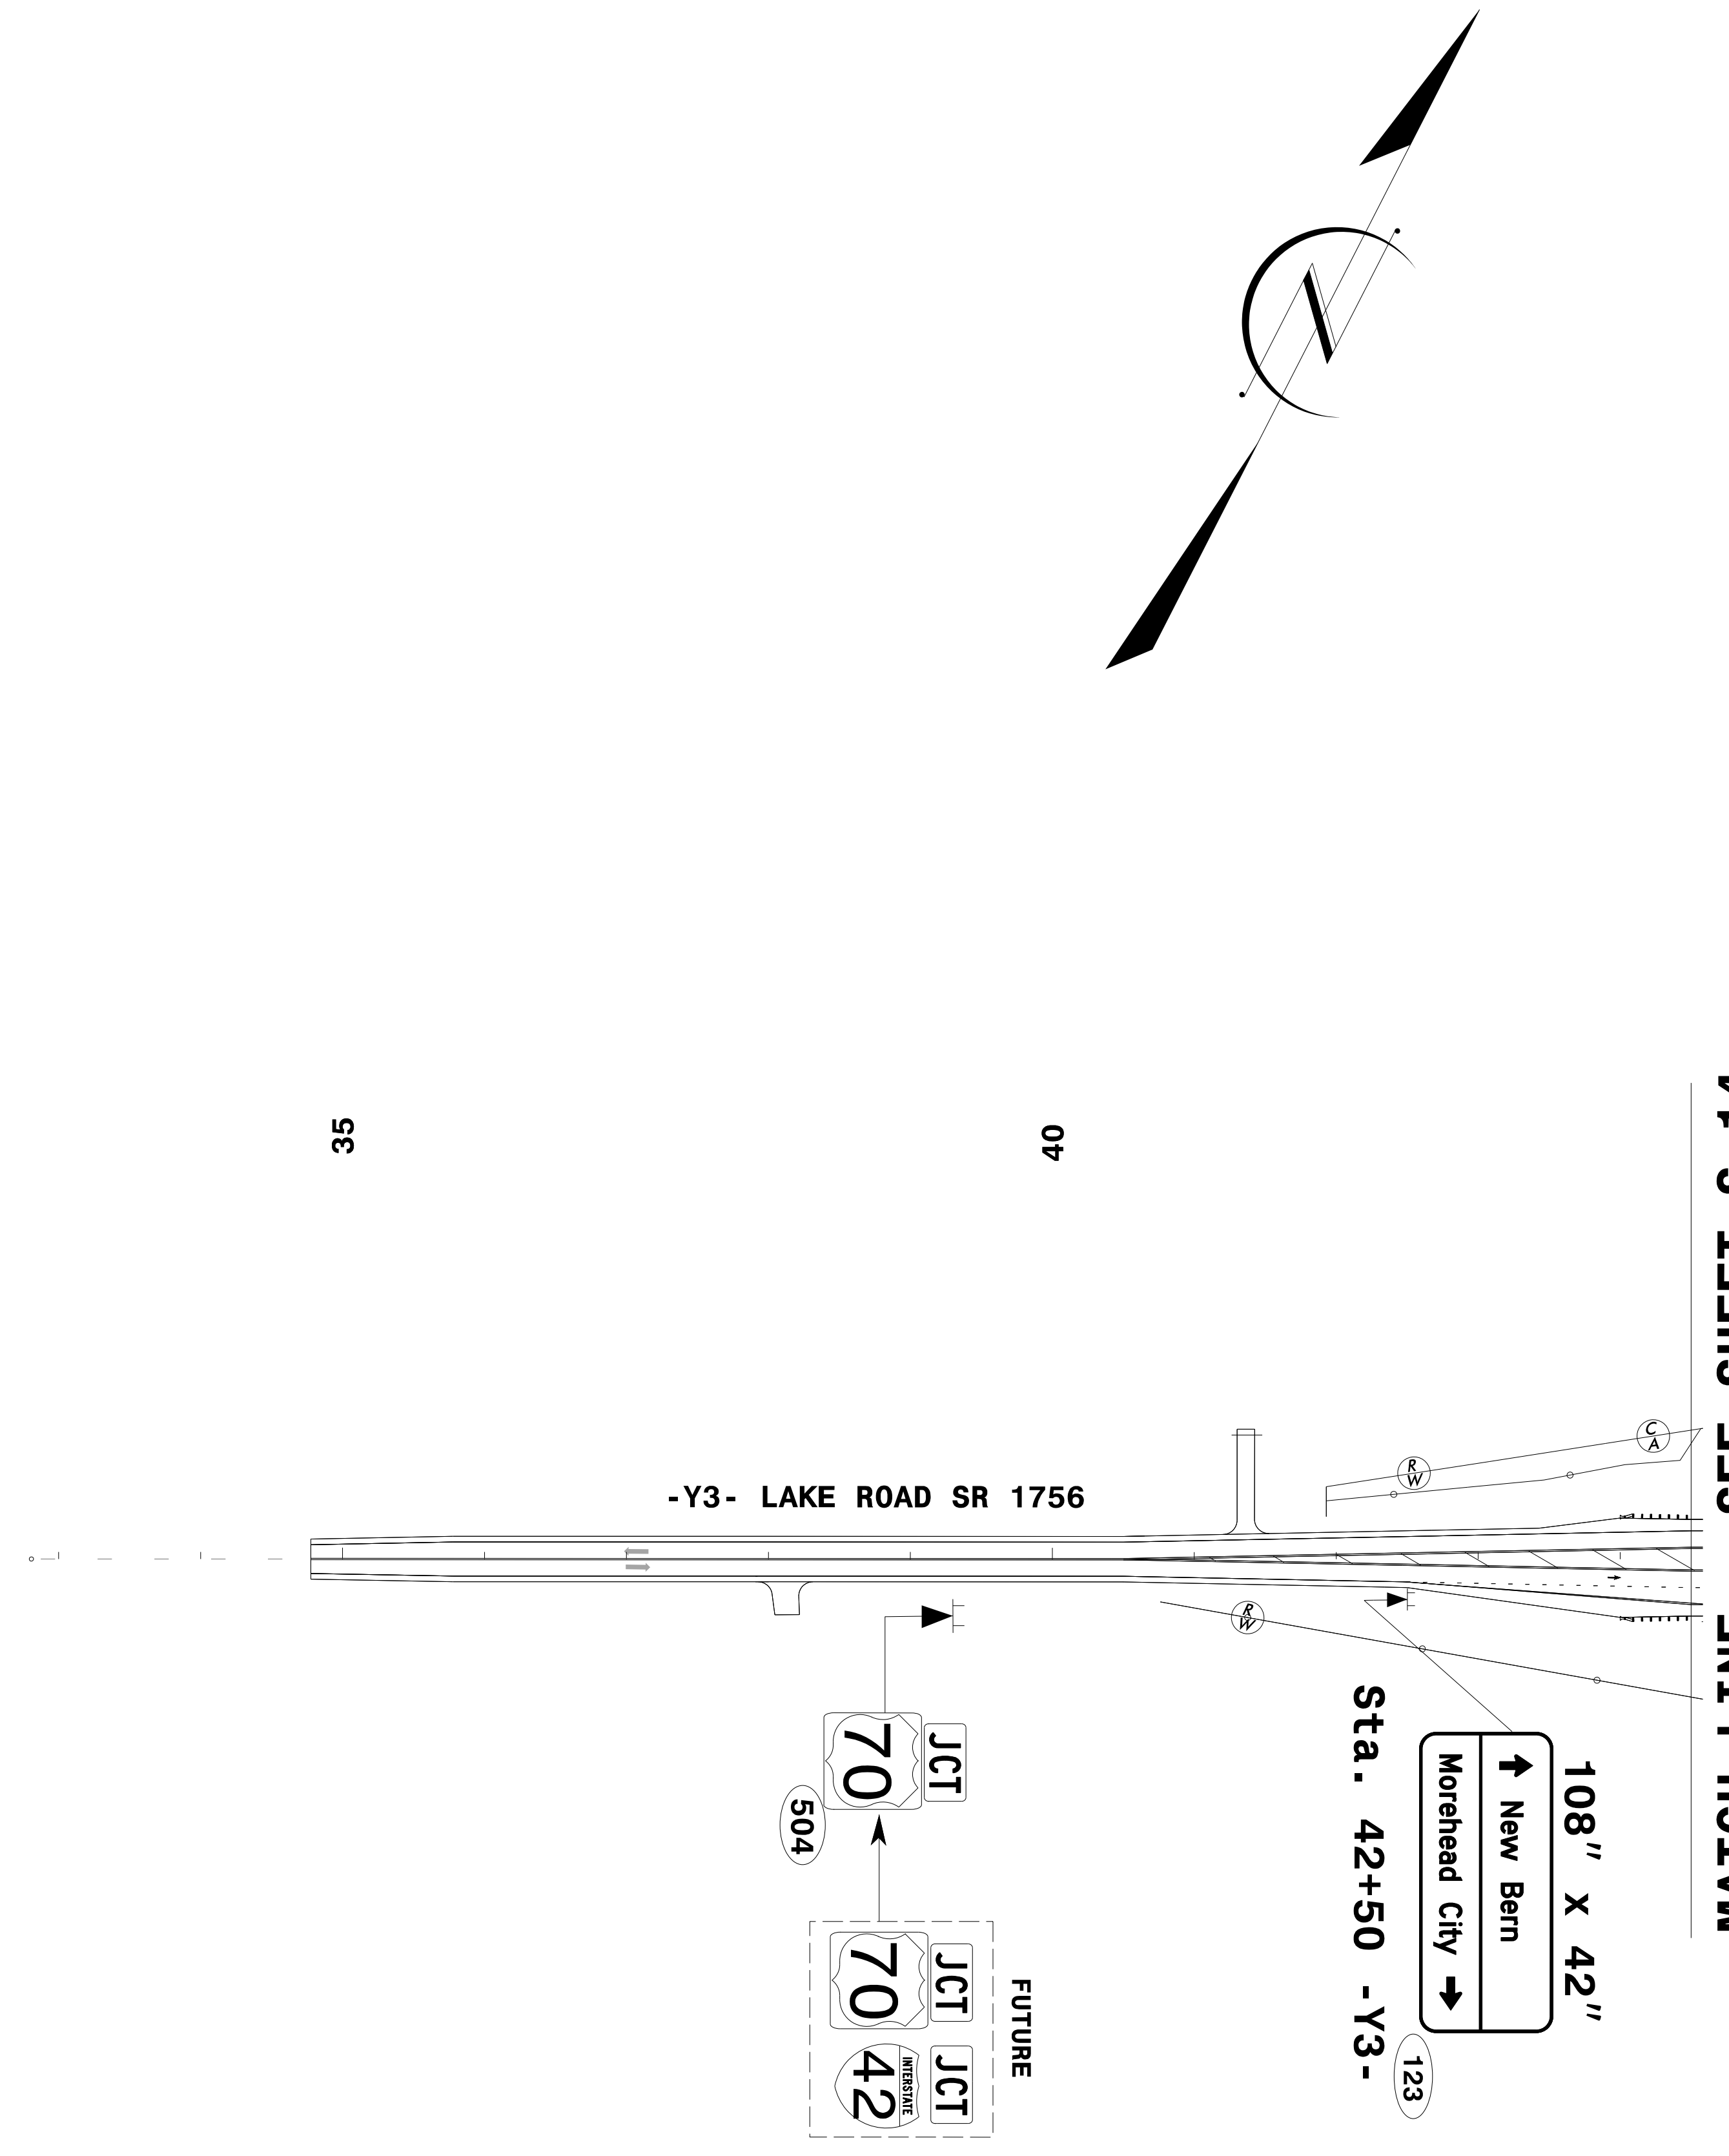 N
35
40
-Y3- LAKE ROAD SR 1756
C
A
R
W
R
W
JCT
70
504
FUTURE
JCT
70
JCT
INTERSTATE
42
108" x 42"
New Bern
Morehead City
Sta. 42+50 -Y3-
123